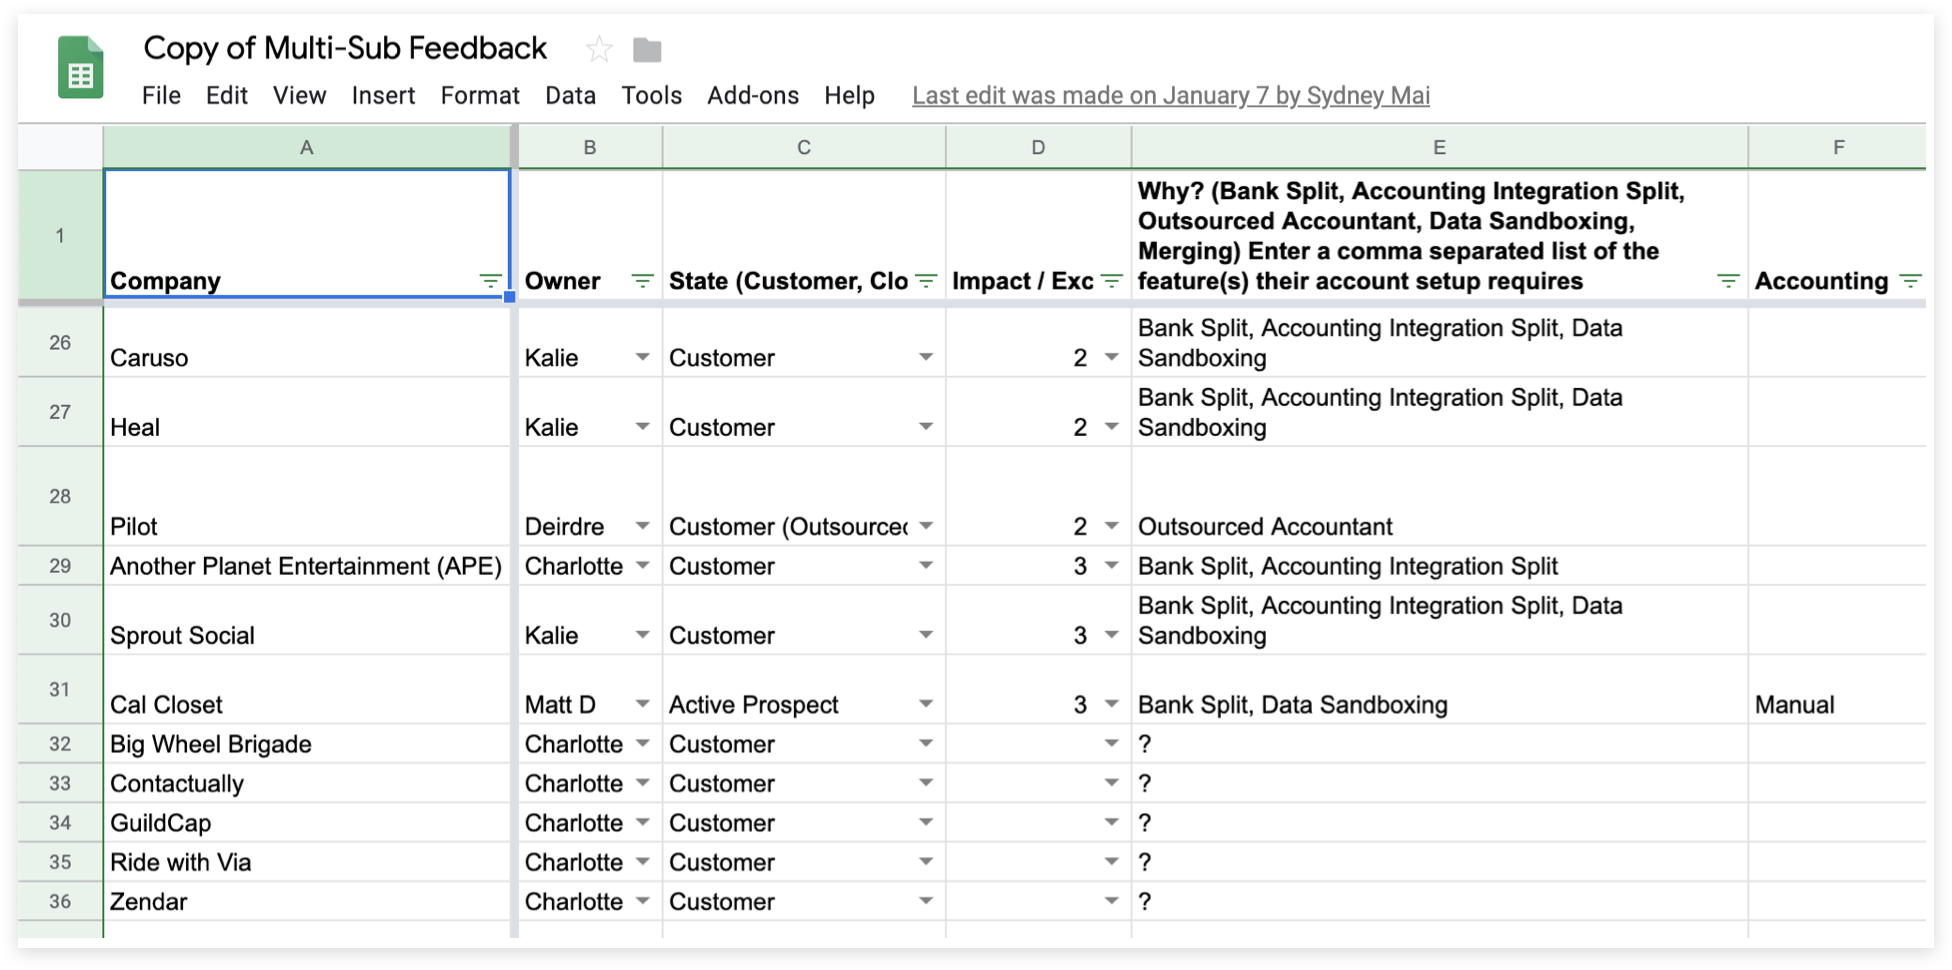 Copy of Multi-Sub Feedback
File Edit View Insert Format Data Tools Add-ons Help Last edit was made on January 7 by Sydney Mai
A B C D E F
1
Company
Owner
State (Customer, Clo
Impact / Exc
Why? (Bank Split, Accounting Integration Split,
Outsourced Accountant, Data Sandboxing,
Merging) Enter a comma separated list of the
feature(s) their account setup requires
Accounting
26 Caruso Kalie Customer 2 Bank Split, Accounting Integration Split, Data
Sandboxing
27 Heal Kalie Customer 2 Bank Split, Accounting Integration Split, Data
Sandboxing
28 Pilot Deirdre Customer (Outsourced 2 Outsourced Accountant
29 Another Planet Entertainment (APE) Charlotte Customer 3 Bank Split, Accounting Integration Split
30 Sprout Social Kalie Customer 3 Bank Split, Accounting Integration Split, Data
Sandboxing
31 Cal Closet Matt D Active Prospect 3 Bank Split, Data Sandboxing Manual
32 Big Wheel Brigade Charlotte Customer ?
33 Contactually Charlotte Customer ?
34 GuildCap Charlotte Customer ?
35 Ride with Via Charlotte Customer ?
36 Zendar Charlotte Customer ?